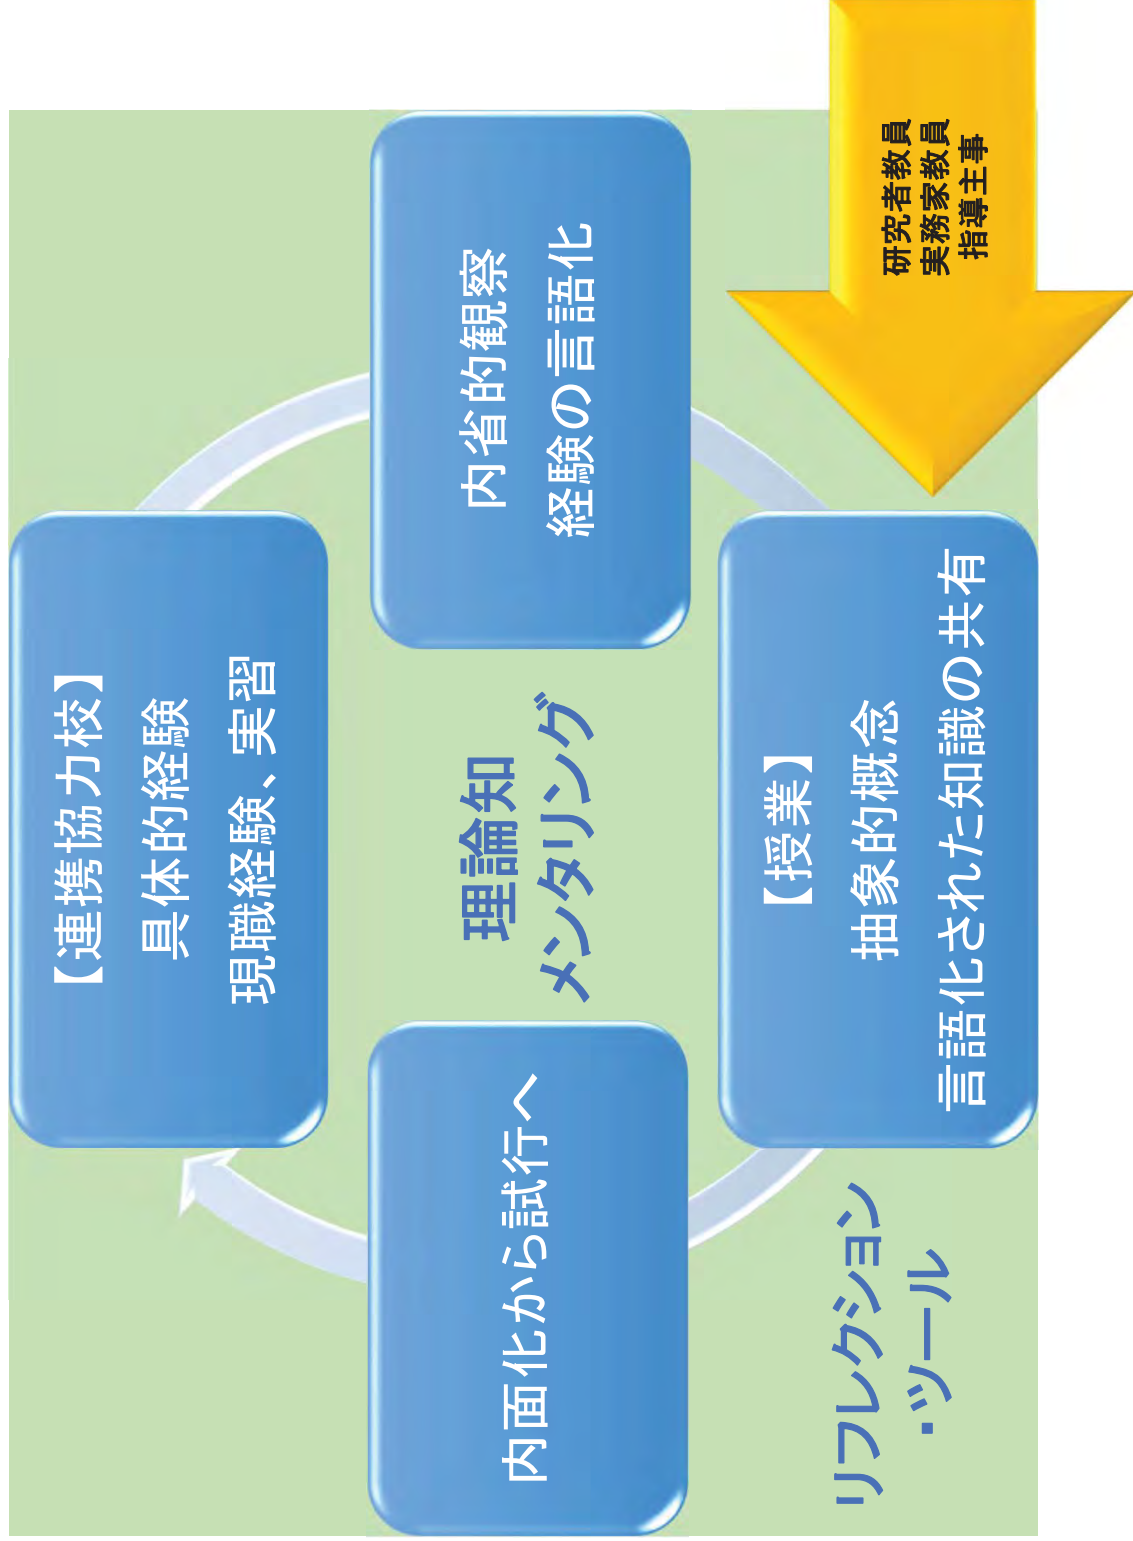 【連携協力校】
具体的経験
現職経験、実習
内省的観察
経験の言語化
理論知
メンタリング
内面化から試行へ
【授業】
抽象的概念
言語化された知識の共有
研究者教員
実務家教員
指導主事
リフレクション
・ツール